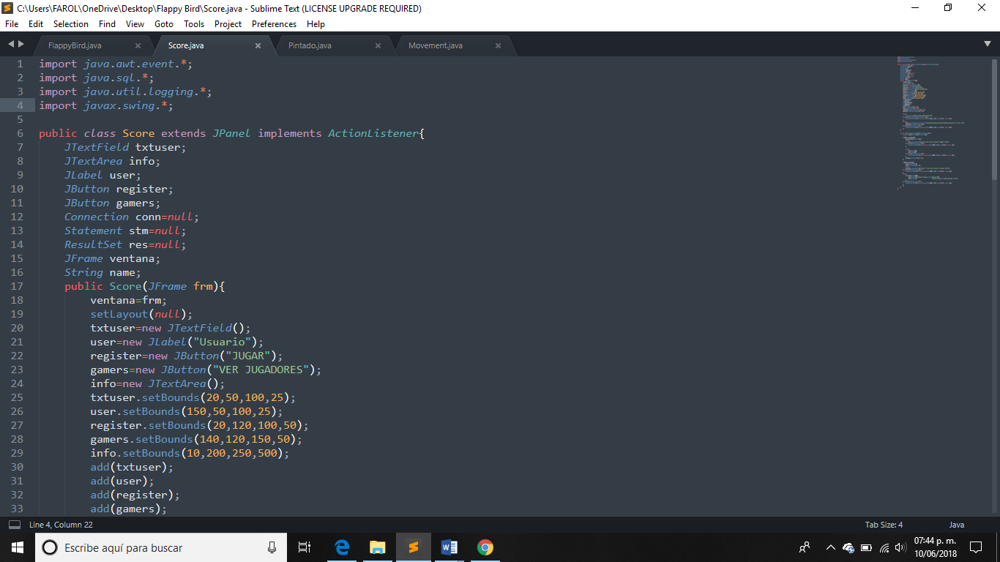 C:\Users\FAROL\OneDrive\Desktop\Flappy Bird\Score.java - Sublime Text (LICENSE UPGRADE REQUIRED)
File Edit Selection Find View Goto Tools Project Preferences Help
FlappyBird.java Score.java Pintado.java Movement.java
1 import java.awt.event.*;
2 import java.sql.*;
3 import java.util.logging.*;
4 import javax.swing.*;
5
6 public class Score extends JPanel implements ActionListener{
7 JTextField txtuser;
8 JTextArea info;
9 JLabel user;
10 JButton register;
11 JButton gamers;
12 Connection conn=null;
13 Statement stm=null;
14 ResultSet res=null;
15 JFrame ventana;
16 String name;
17 public Score(JFrame frm){
18 ventana=frm;
19 setLayout(null);
20 txtuser=new JTextField();
21 user=new JLabel("Usuario");
22 register=new JButton("JUGAR");
23 gamers=new JButton("VER JUGADORES");
24 info=new JTextArea();
25 txtuser.setBounds(20,50,100,25);
26 user.setBounds(150,50,100,25);
27 register.setBounds(20,120,100,50);
28 gamers.setBounds(140,120,150,50);
29 info.setBounds(10,200,250,500);
30 add(txtuser);
31 add(user);
32 add(register);
33 add(gamers);
Line 4, Column 22 Tab Size: 4 Java
Escribe aquí para buscar
07:44 p. m.
10/06/2018